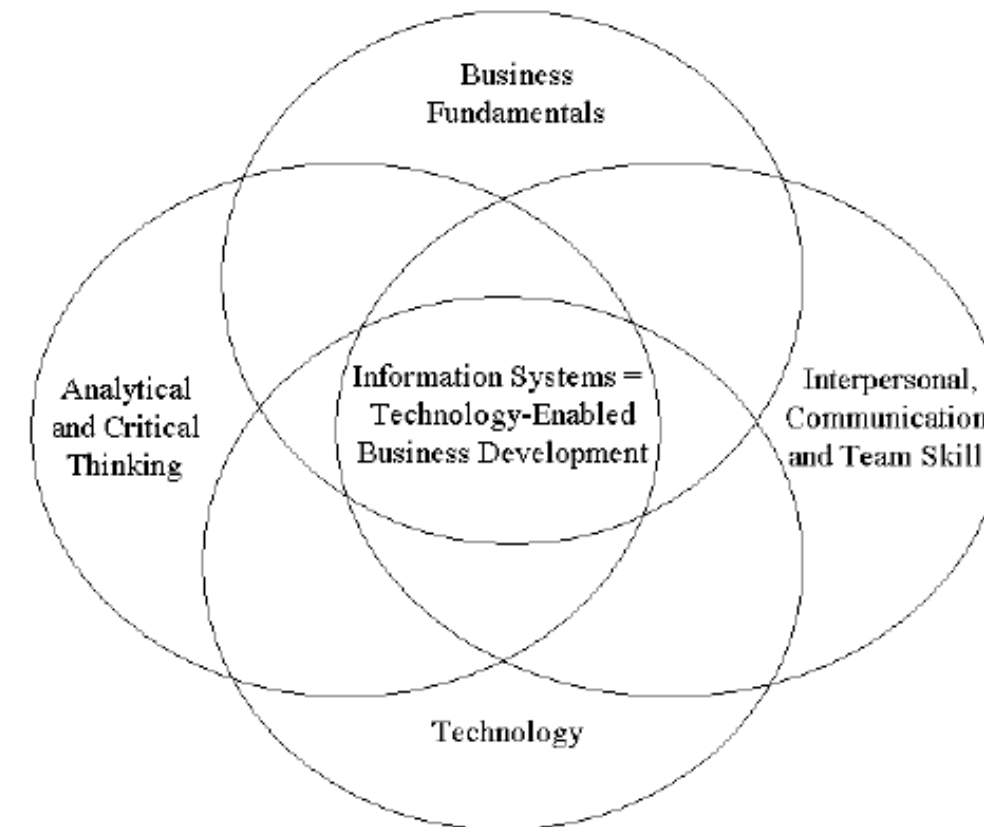 Business
Fundamentals
Analytical
and Critical
Thinking
Information Systems =
Technology-Enabled
Business Development
Interpersonal,
Communication
and Team Skill
Technology